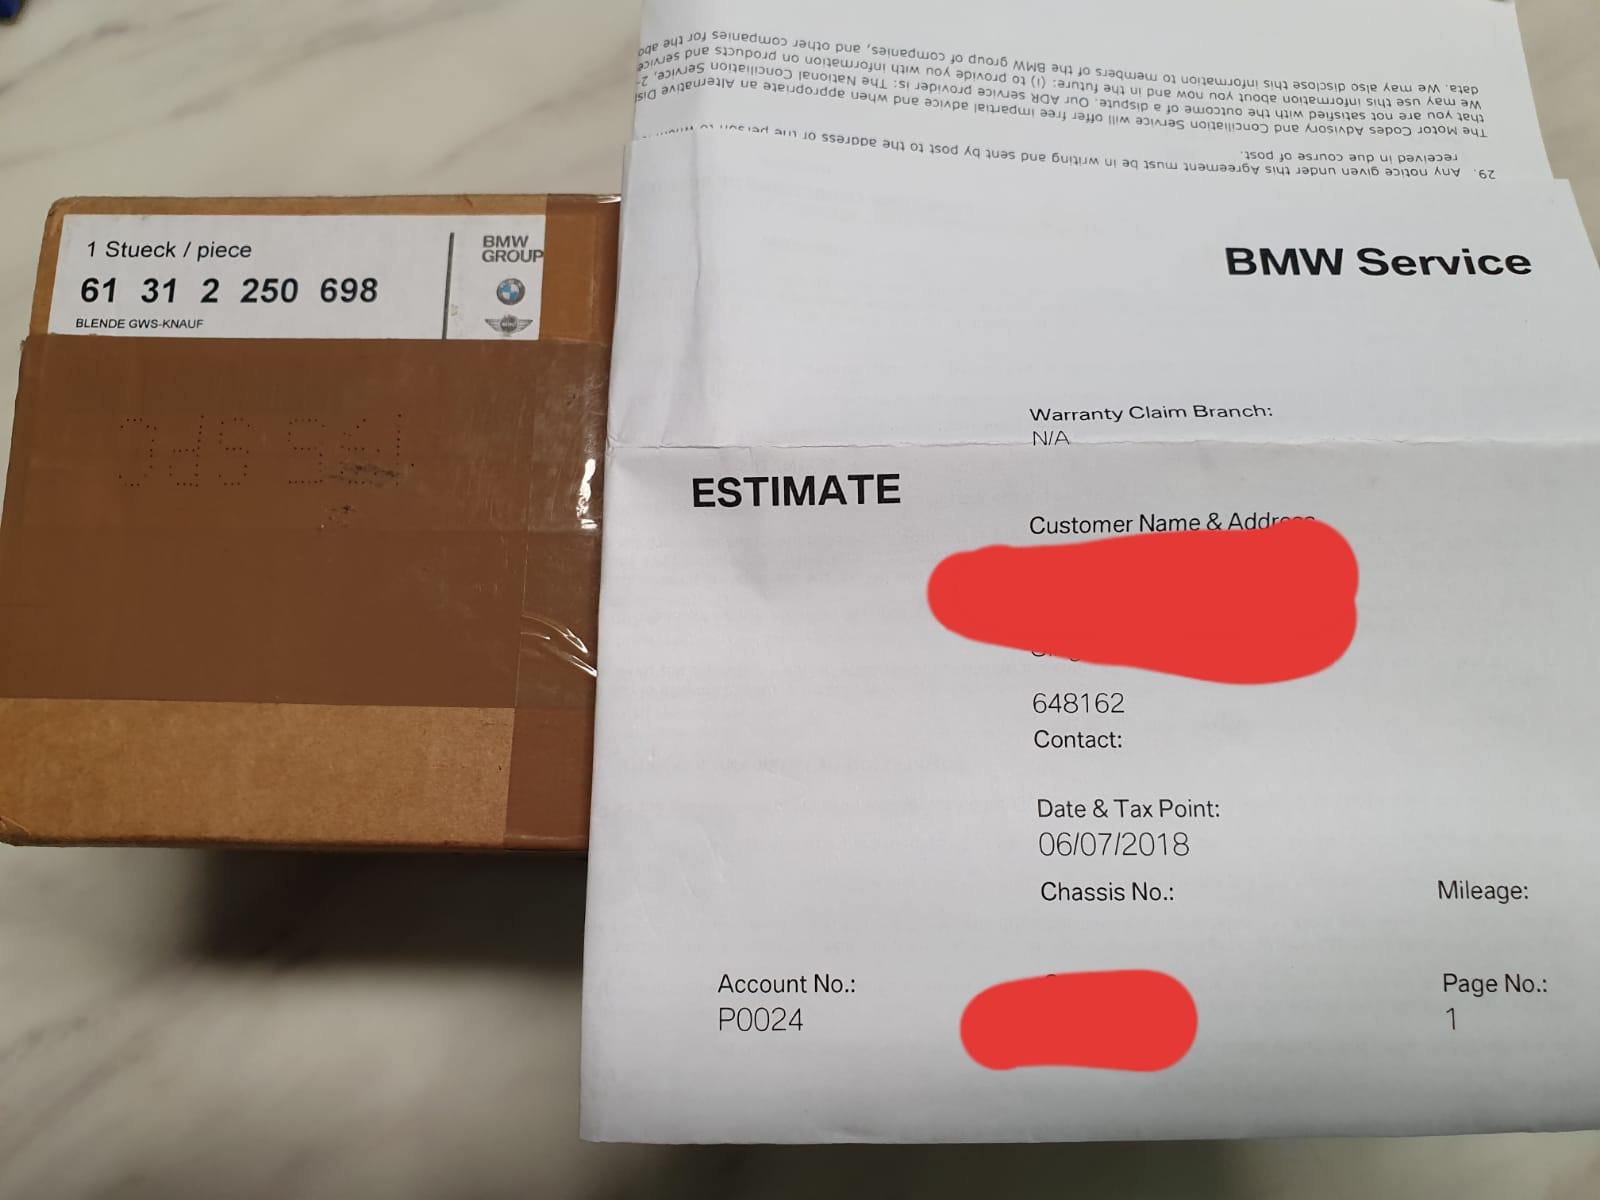 1 Stueck / piece
61 31 2 250 698
BLENDE GWS-KNAUF
BMW
GROUP
data. We may also disclose this information to members of the BMW group of companies, and other companies for the
We may use this information about you now and in the future: (i) to provide you with information on products and
that you are not satisfied with the outcome of a dispute. Our ADR service provider is: The National Conciliation Service, 2-
The Motor Codes Advisory and Conciliation Service will offer free impartial advice and when appropriate an Alternative
received in due course of post.
29. Any notice given under this Agreement must be in writing and sent by post to the address or the person to
BMW Service
Warranty Claim Branch:
N/A
ESTIMATE
Customer Name & Address
648162
Contact:
Date & Tax Point:
06/07/2018
Chassis No.:
Mileage:
Account No.:
P0024
Page No.:
1